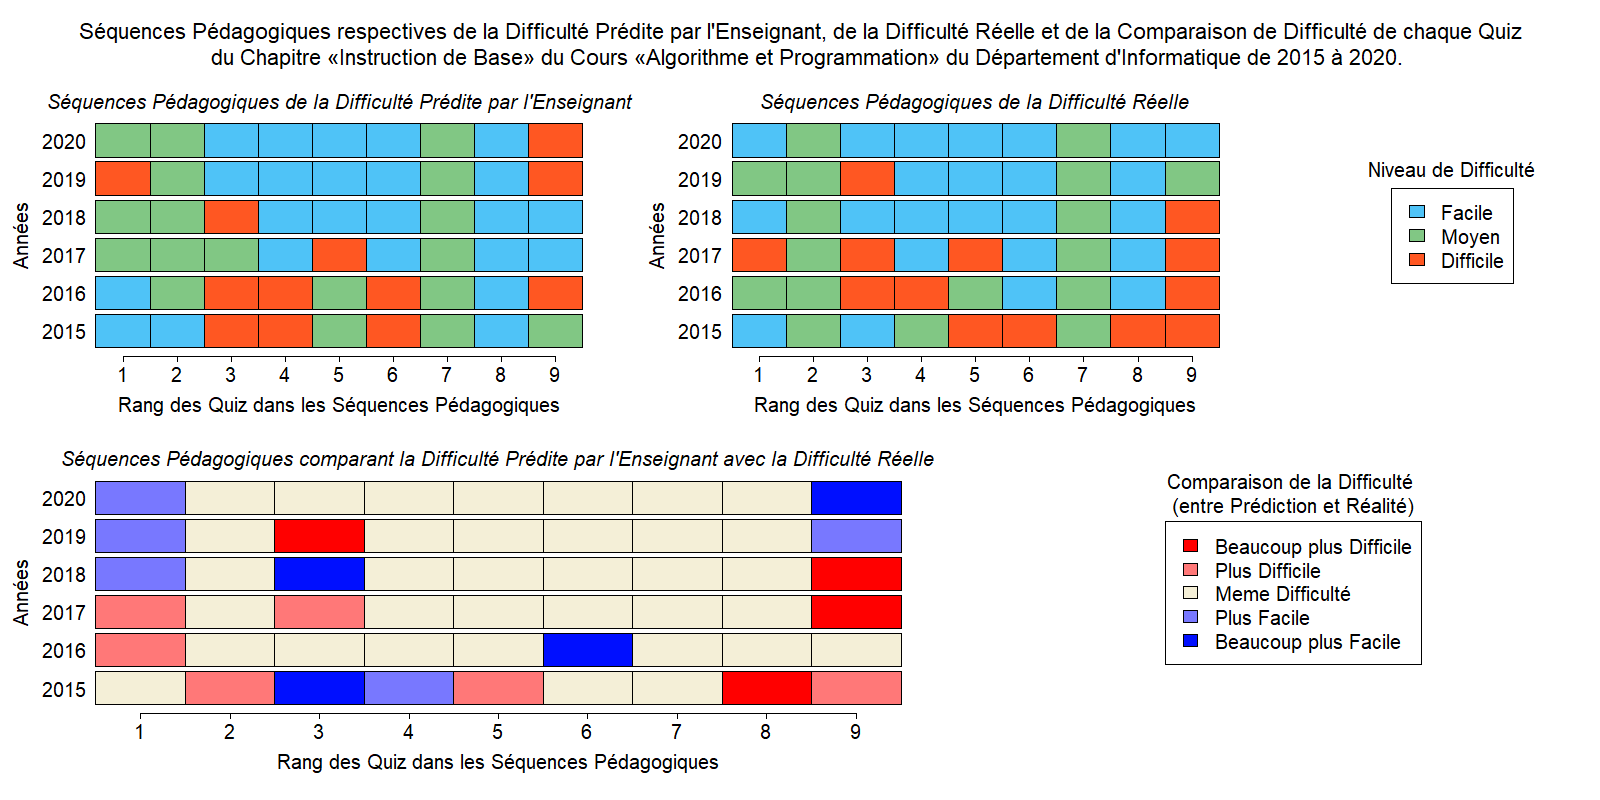 Séquences Pédagogiques respectives de la Difficulté Prédite par l'Enseignant, de la Difficulté Réelle et de la Comparaison de Difficulté de chaque Quiz
du Chapitre «Instruction de Base» du Cours «Algorithme et Programmation» du Département d'Informatique de 2015 à 2020.
Séquences Pédagogiques de la Difficulté Prédite par l'Enseignant
Années
2020
2019
2018
2017
2016
2015
1 2 3 4 5 6 7 8 9
Rang des Quiz dans les Séquences Pédagogiques
Séquences Pédagogiques de la Difficulté Réelle
Années
2020
2019
2018
2017
2016
2015
1 2 3 4 5 6 7 8 9
Rang des Quiz dans les Séquences Pédagogiques
Niveau de Difficulté
Facile
Moyen
Difficile
Séquences Pédagogiques comparant la Difficulté Prédite par l'Enseignant avec la Difficulté Réelle
Années
2020
2019
2018
2017
2016
2015
1 2 3 4 5 6 7 8 9
Rang des Quiz dans les Séquences Pédagogiques
Comparaison de la Difficulté
(entre Prédiction et Réalité)
Beaucoup plus Difficile
Plus Difficile
Meme Difficulté
Plus Facile
Beaucoup plus Facile